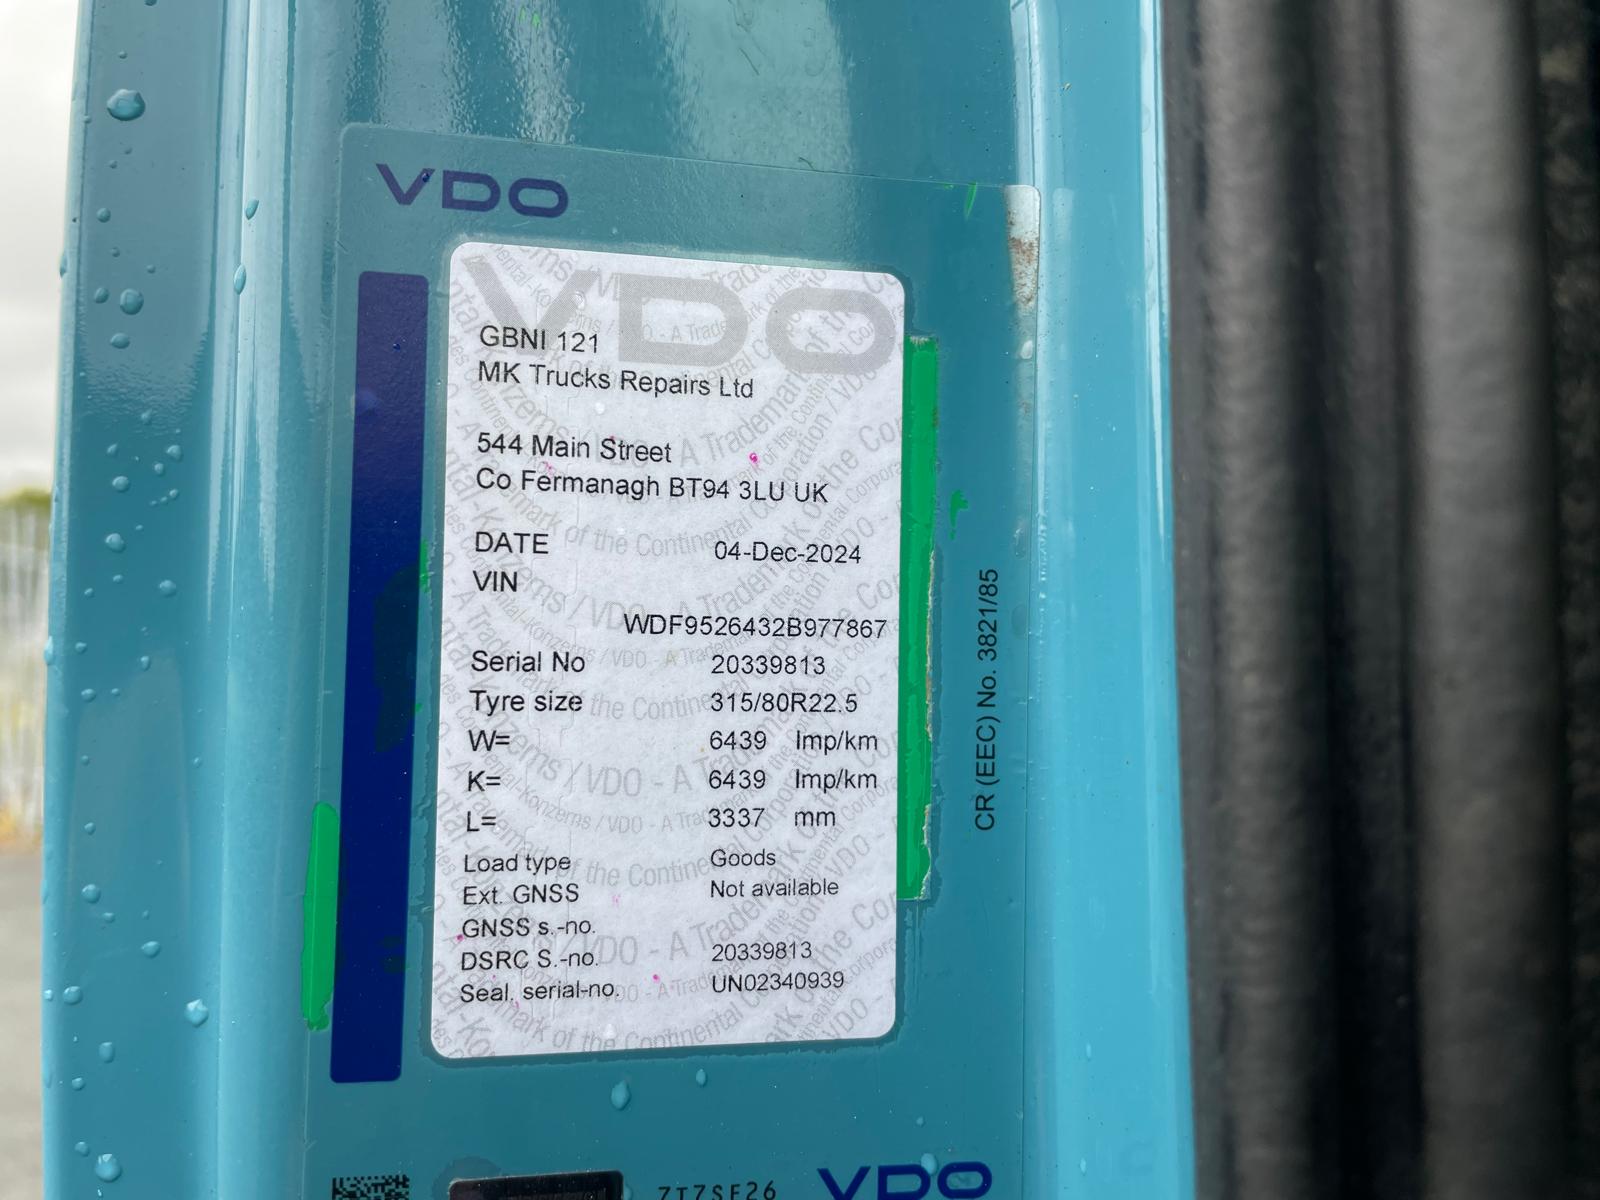 VDO
GBNI 121
MK Trucks Repairs Ltd
544 Main Street
Co Fermanagh BT94 3LU UK
DATE 04-Dec-2024
VIN
WDF9526432B977867
Serial No 20339813
Tyre size 315/80R22.5
W= 6439 Imp/km
K= 6439 Imp/km
L= 3337 mm
Load type Goods
Ext. GNSS Not available
GNSS s.-no.
DSRC S.-no. 20339813
Seal. serial-no. UN02340939
CR (EEC) No. 3821/85
VDO